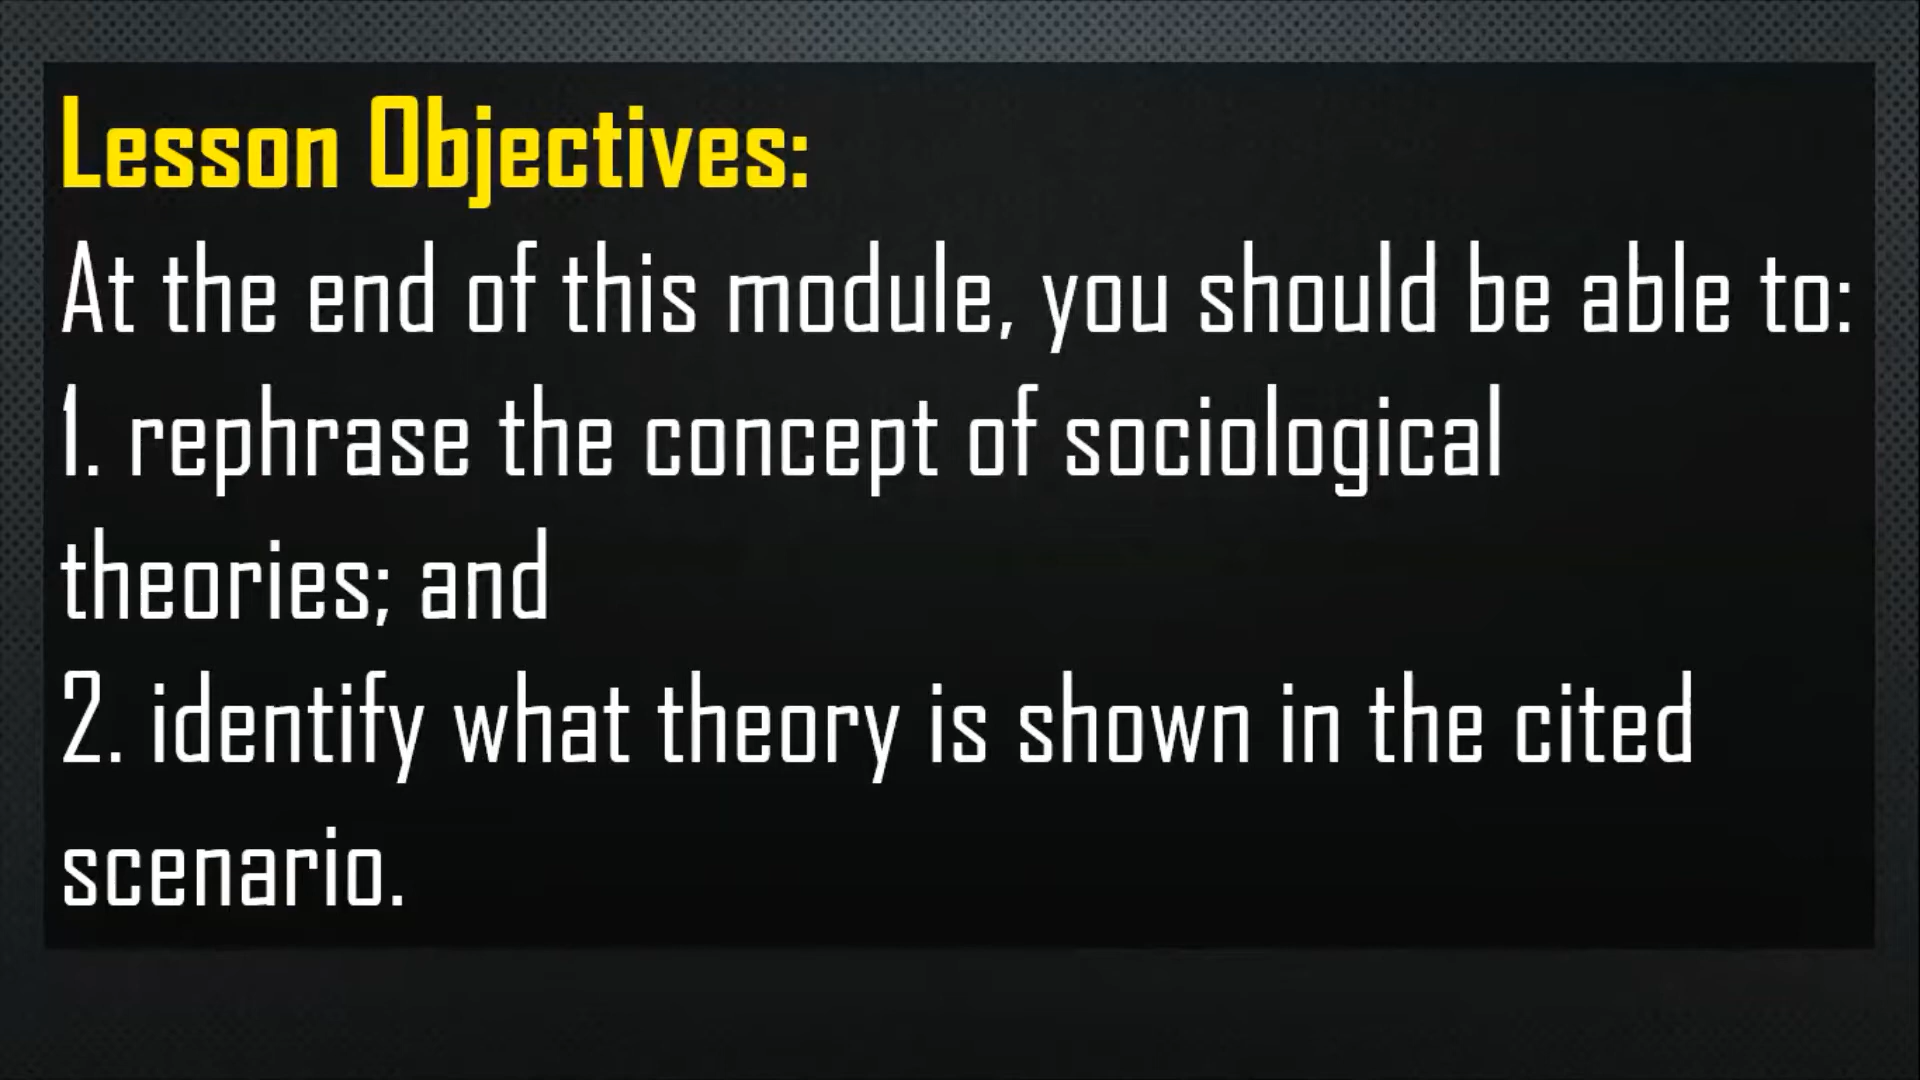 Lesson Objectives:
At the end of this module, you should be able to:
1. rephrase the concept of sociological
theories; and
2. identify what theory is shown in the cited
scenario.